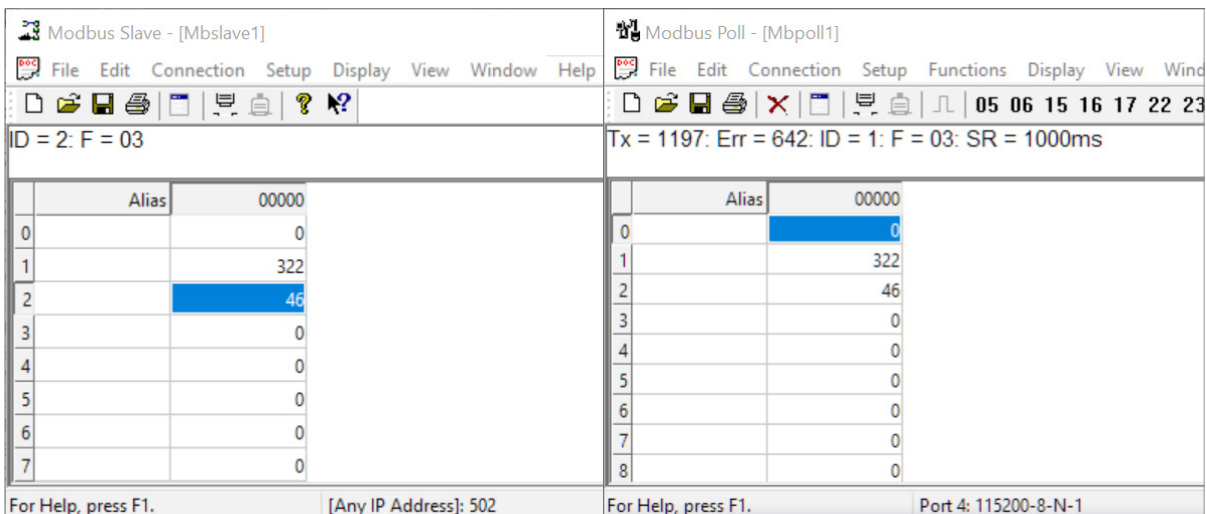 Modbus Slave - [Mbslave1]
File Edit Connection Setup Display View Window Help
ID = 2: F = 03
Alias 00000
0 0
1 322
2 46
3 0
4 0
5 0
6 0
7 0
For Help, press F1. [Any IP Address]: 502
Modbus Poll - [Mbpoll1]
File Edit Connection Setup Functions Display View Wind
05 06 15 16 17 22 23
Tx = 1197: Err = 642: ID = 1: F = 03: SR = 1000ms
Alias 00000
0 0
1 322
2 46
3 0
4 0
5 0
6 0
7 0
8 0
For Help, press F1. Port 4: 115200-8-N-1